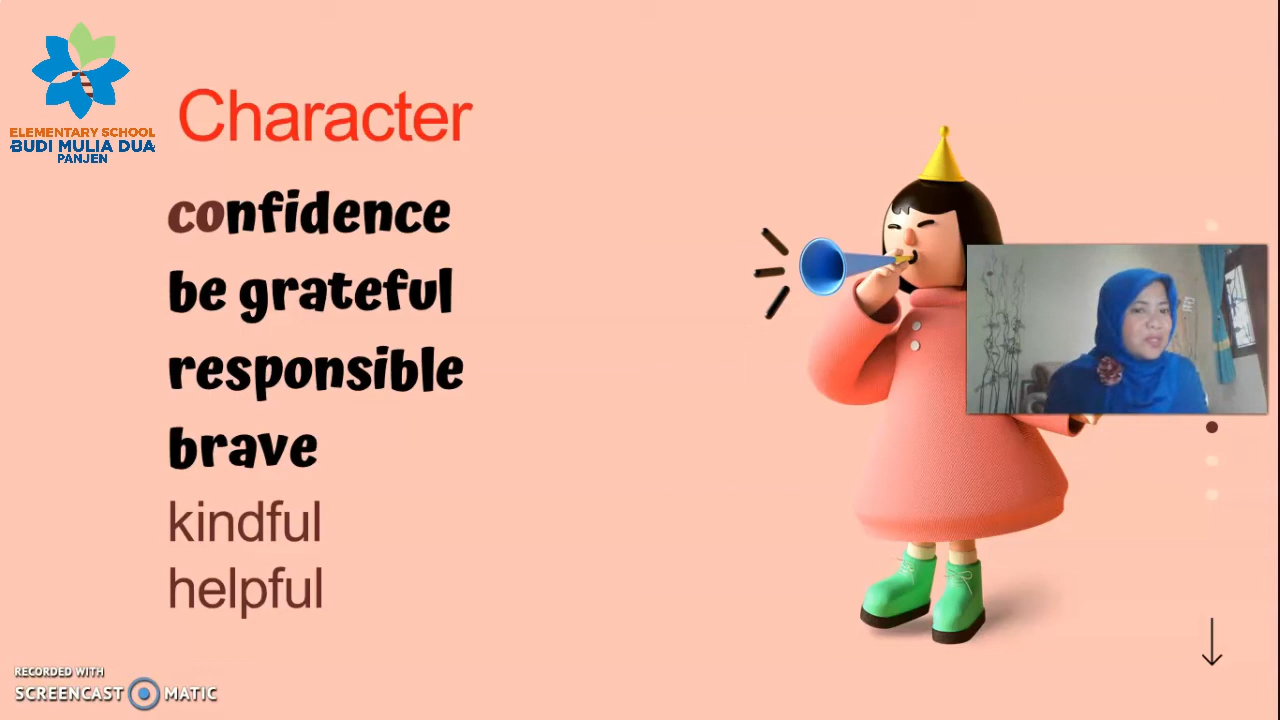 ELEMENTARY SCHOOL
BUDI MULIA DUA
PANJEN
Character
confidence
be grateful
responsible
brave
kindful
helpful
RECORDED WITH
SCREENCAST MATIC